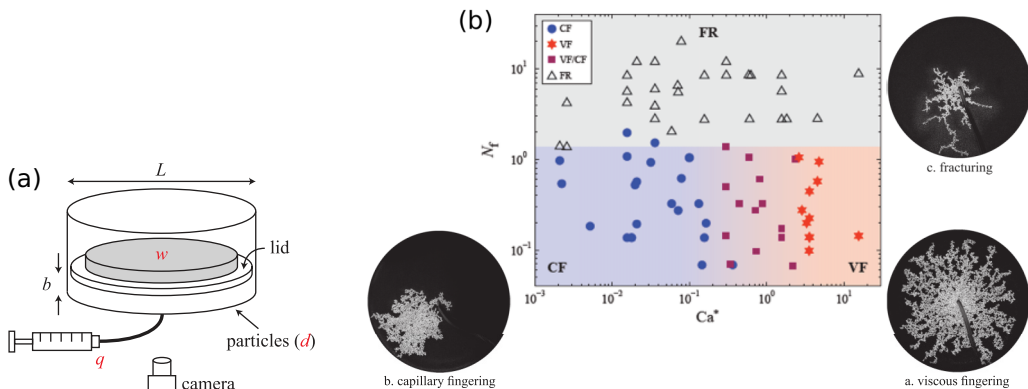 (a)
L
w
lid
b
particles (d)
q
camera
(b)
FR
CF
VF
VF/CF
FR
10¹
10⁰
10⁻¹
N_f
CF
VF
10⁻³
10⁻²
10⁻¹
10⁰
10¹
Ca*
b. capillary fingering
c. fracturing
a. viscous fingering